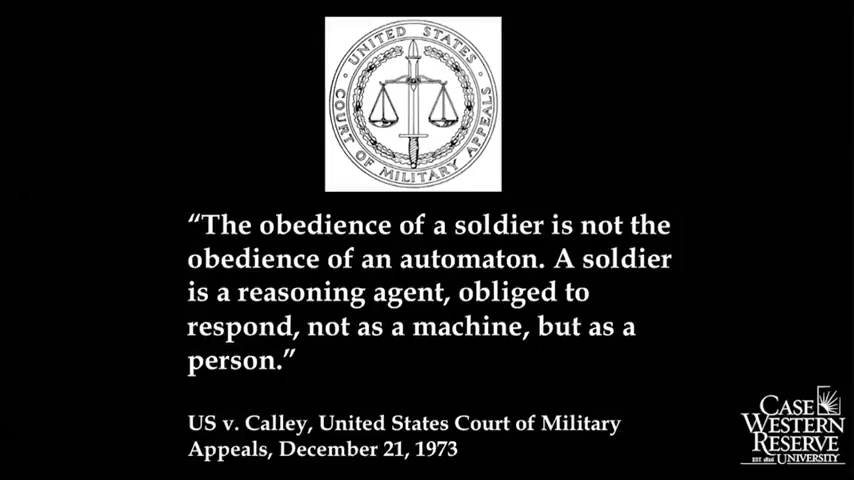 UNITED STATES
COURT OF MILITARY APPEALS
“The obedience of a soldier is not the
obedience of an automaton. A soldier
is a reasoning agent, obliged to
respond, not as a machine, but as a
person.”
US v. Calley, United States Court of Military
Appeals, December 21, 1973
CASE
WESTERN
RESERVE
EST. 1826 UNIVERSITY